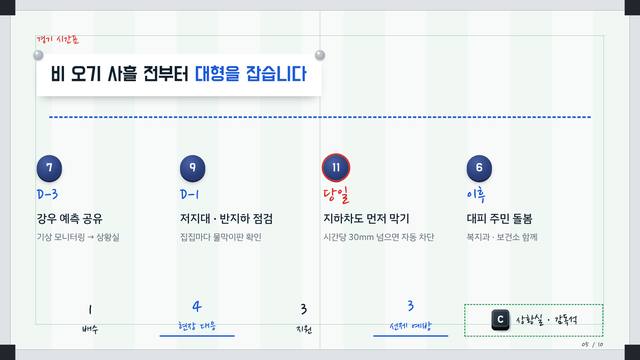 경기 시간표
비 오기 사흘 전부터 대형을 잡습니다
7
D-3
강우 예측 공유
기상 모니터링 → 상황실
9
D-1
저지대 · 반지하 점검
집집마다 물막이판 확인
11
당일
지하차도 먼저 막기
시간당 30mm 넘으면 자동 차단
6
이후
대피 주민 돌봄
복지과 · 보건소 함께
1
배수
4
현장 대응
3
지원
3
선제 예방
C
상황실 · 감독석
05 / 10